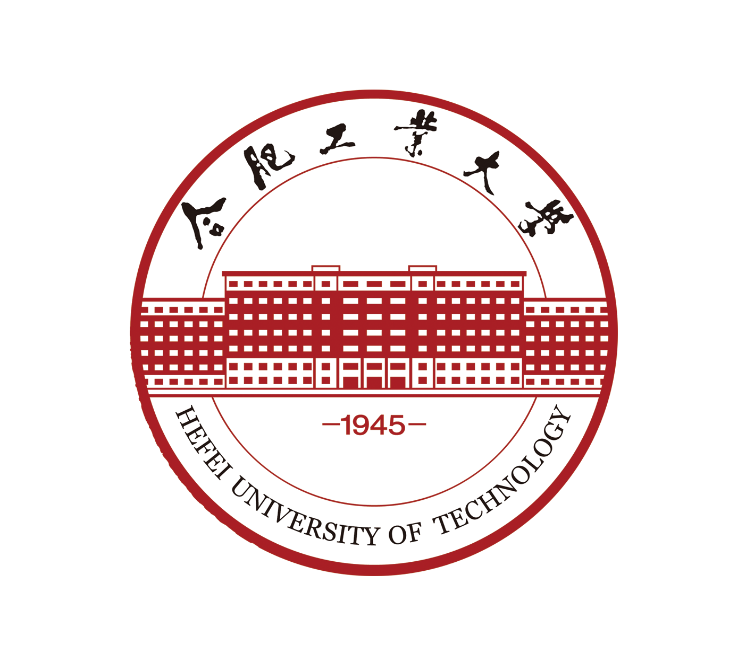 合肥工業大學
-1945-
HEFEI UNIVERSITY OF TECHNOLOGY